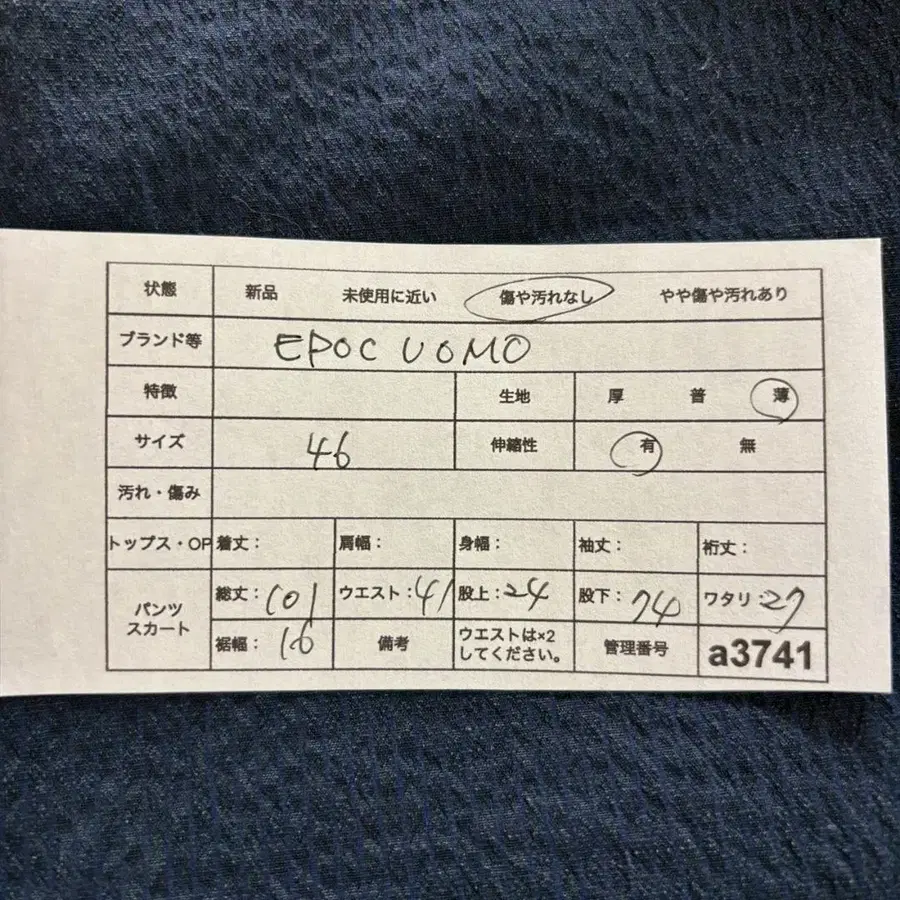 状態 新品 未使用に近い 傷や汚れなし やや傷や汚れあり
ブランド等 EPOC UOMO
特徴 生地 厚 普 薄
サイズ 46 伸縮性 有 無
汚れ・傷み
トップス・OP 着丈： 肩幅： 身幅： 袖丈： 裄丈：
パンツ スカート 総丈：101 ウエスト：41 股上：24 股下：74 ワタリ：27
裾幅：16 備考 ウエストは×2 してください。 管理番号 a3741